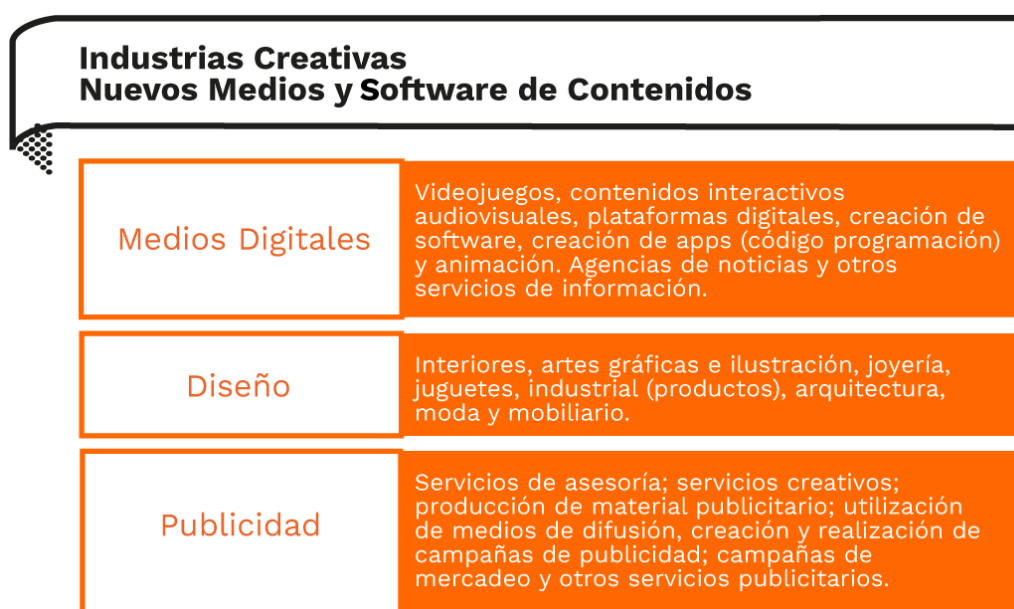 Industrias Creativas
Nuevos Medios y Software de Contenidos
Medios Digitales
Videojuegos, contenidos interactivos
audiovisuales, plataformas digitales, creación de
software, creación de apps (código programación)
y animación. Agencias de noticias y otros
servicios de información.
Diseño
Interiores, artes gráficas e ilustración, joyería,
juguetes, industrial (productos), arquitectura,
moda y mobiliario.
Publicidad
Servicios de asesoría; servicios creativos;
producción de material publicitario; utilización
de medios de difusión, creación y realización de
campañas de publicidad; campañas de
mercadeo y otros servicios publicitarios.